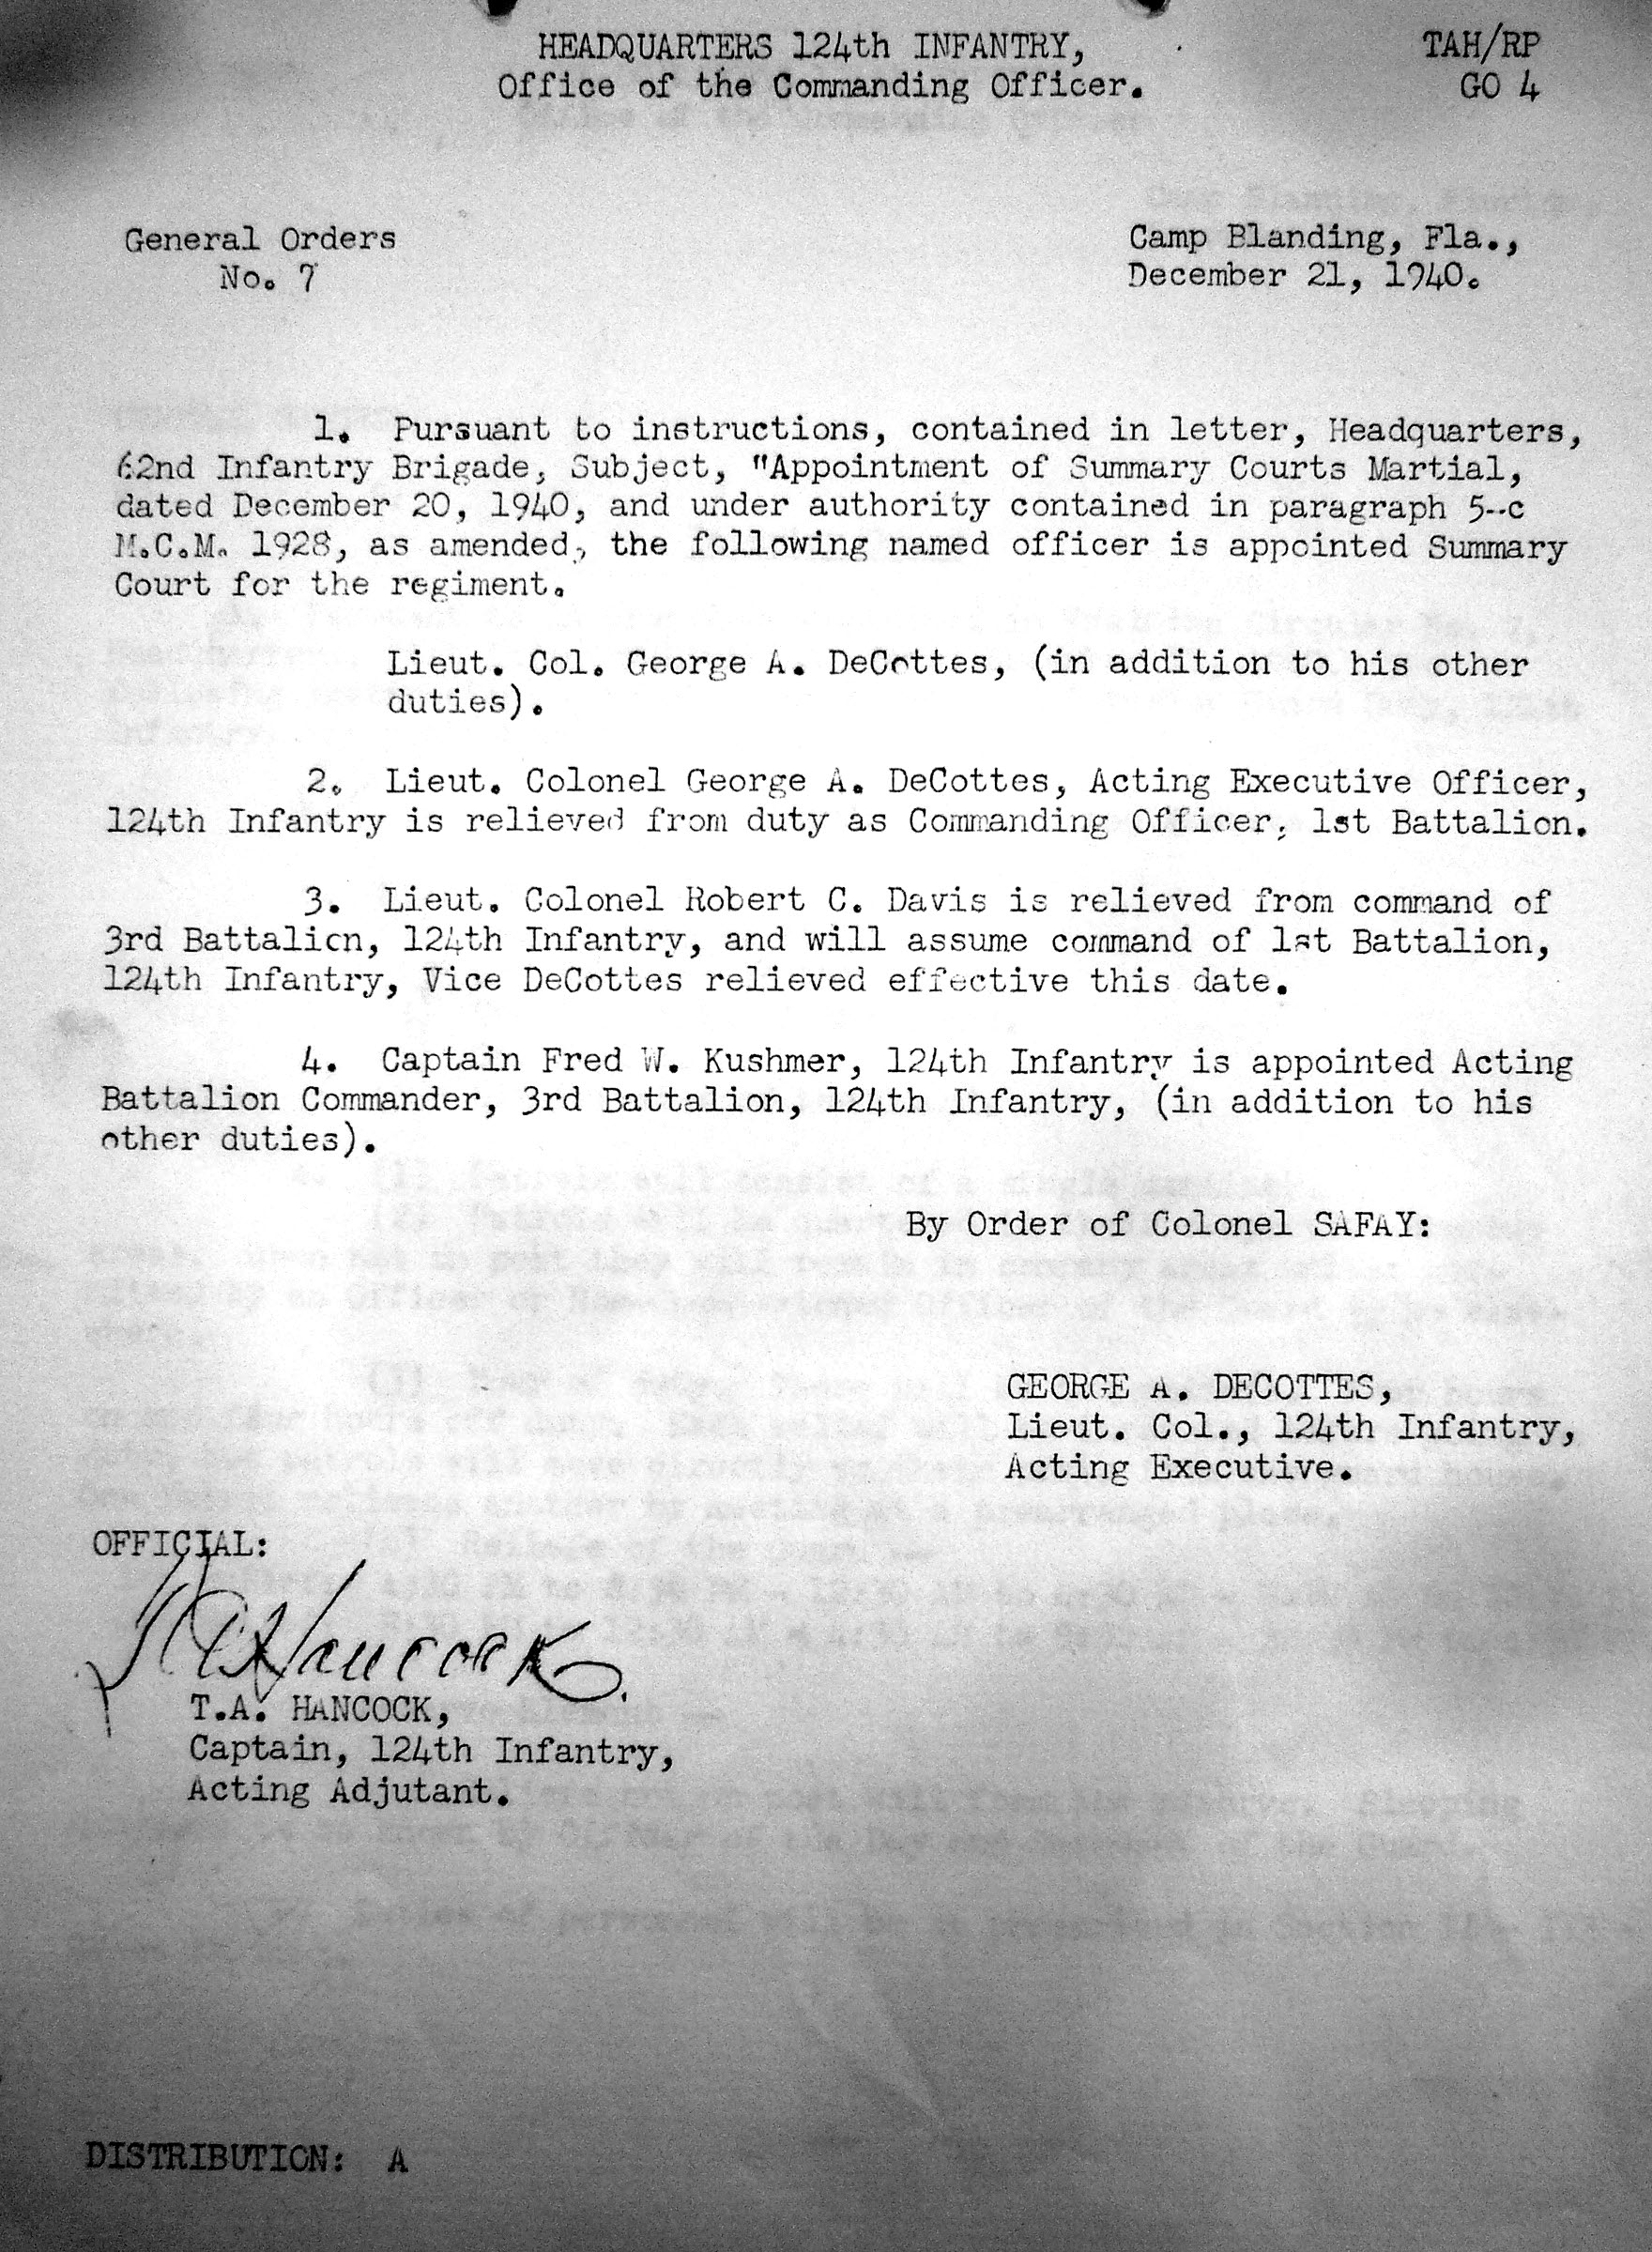 HEADQUARTERS 124th INFANTRY,
Office of the Commanding Officer.
TAH/RP
GO 4
General Orders
No. 7
Camp Blanding, Fla.,
December 21, 1940.
1. Pursuant to instructions, contained in letter, Headquarters,
62nd Infantry Brigade, Subject, "Appointment of Summary Courts Martial,
dated December 20, 1940, and under authority contained in paragraph 5--c
M.C.M. 1928, as amended, the following named officer is appointed Summary
Court for the regiment.
Lieut. Col. George A. DeCottes, (in addition to his other
duties).
2. Lieut. Colonel George A. DeCottes, Acting Executive Officer,
124th Infantry is relieved from duty as Commanding Officer, 1st Battalion.
3. Lieut. Colonel Robert C. Davis is relieved from command of
3rd Battalion, 124th Infantry, and will assume command of 1st Battalion,
124th Infantry, Vice DeCottes relieved effective this date.
4. Captain Fred W. Kushmer, 124th Infantry is appointed Acting
Battalion Commander, 3rd Battalion, 124th Infantry, (in addition to his
other duties).
By Order of Colonel SAFAY:
GEORGE A. DECOTTES,
Lieut. Col., 124th Infantry,
Acting Executive.
OFFICIAL:
T A Hancock
T.A. HANCOCK,
Captain, 124th Infantry,
Acting Adjutant.
DISTRIBUTION: A